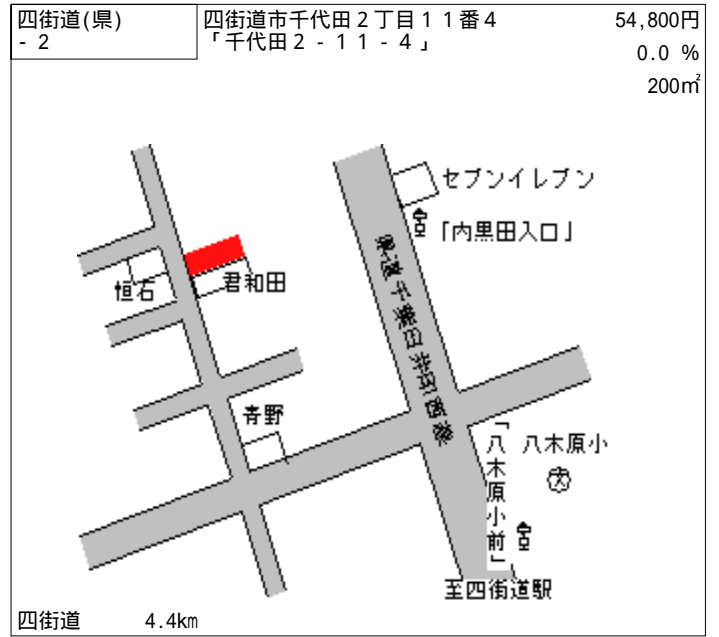 四街道(県)
- 2
四街道市千代田２丁目１１番４
「千代田２-１１-４」
54,800円
0.0 %
200㎡
セブンイレブン
「内黒田入口」
県道千葉臼井印西線
恒石
君和田
青野
「八木原小前」
八木原小
文
至四街道駅
四街道 4.4km